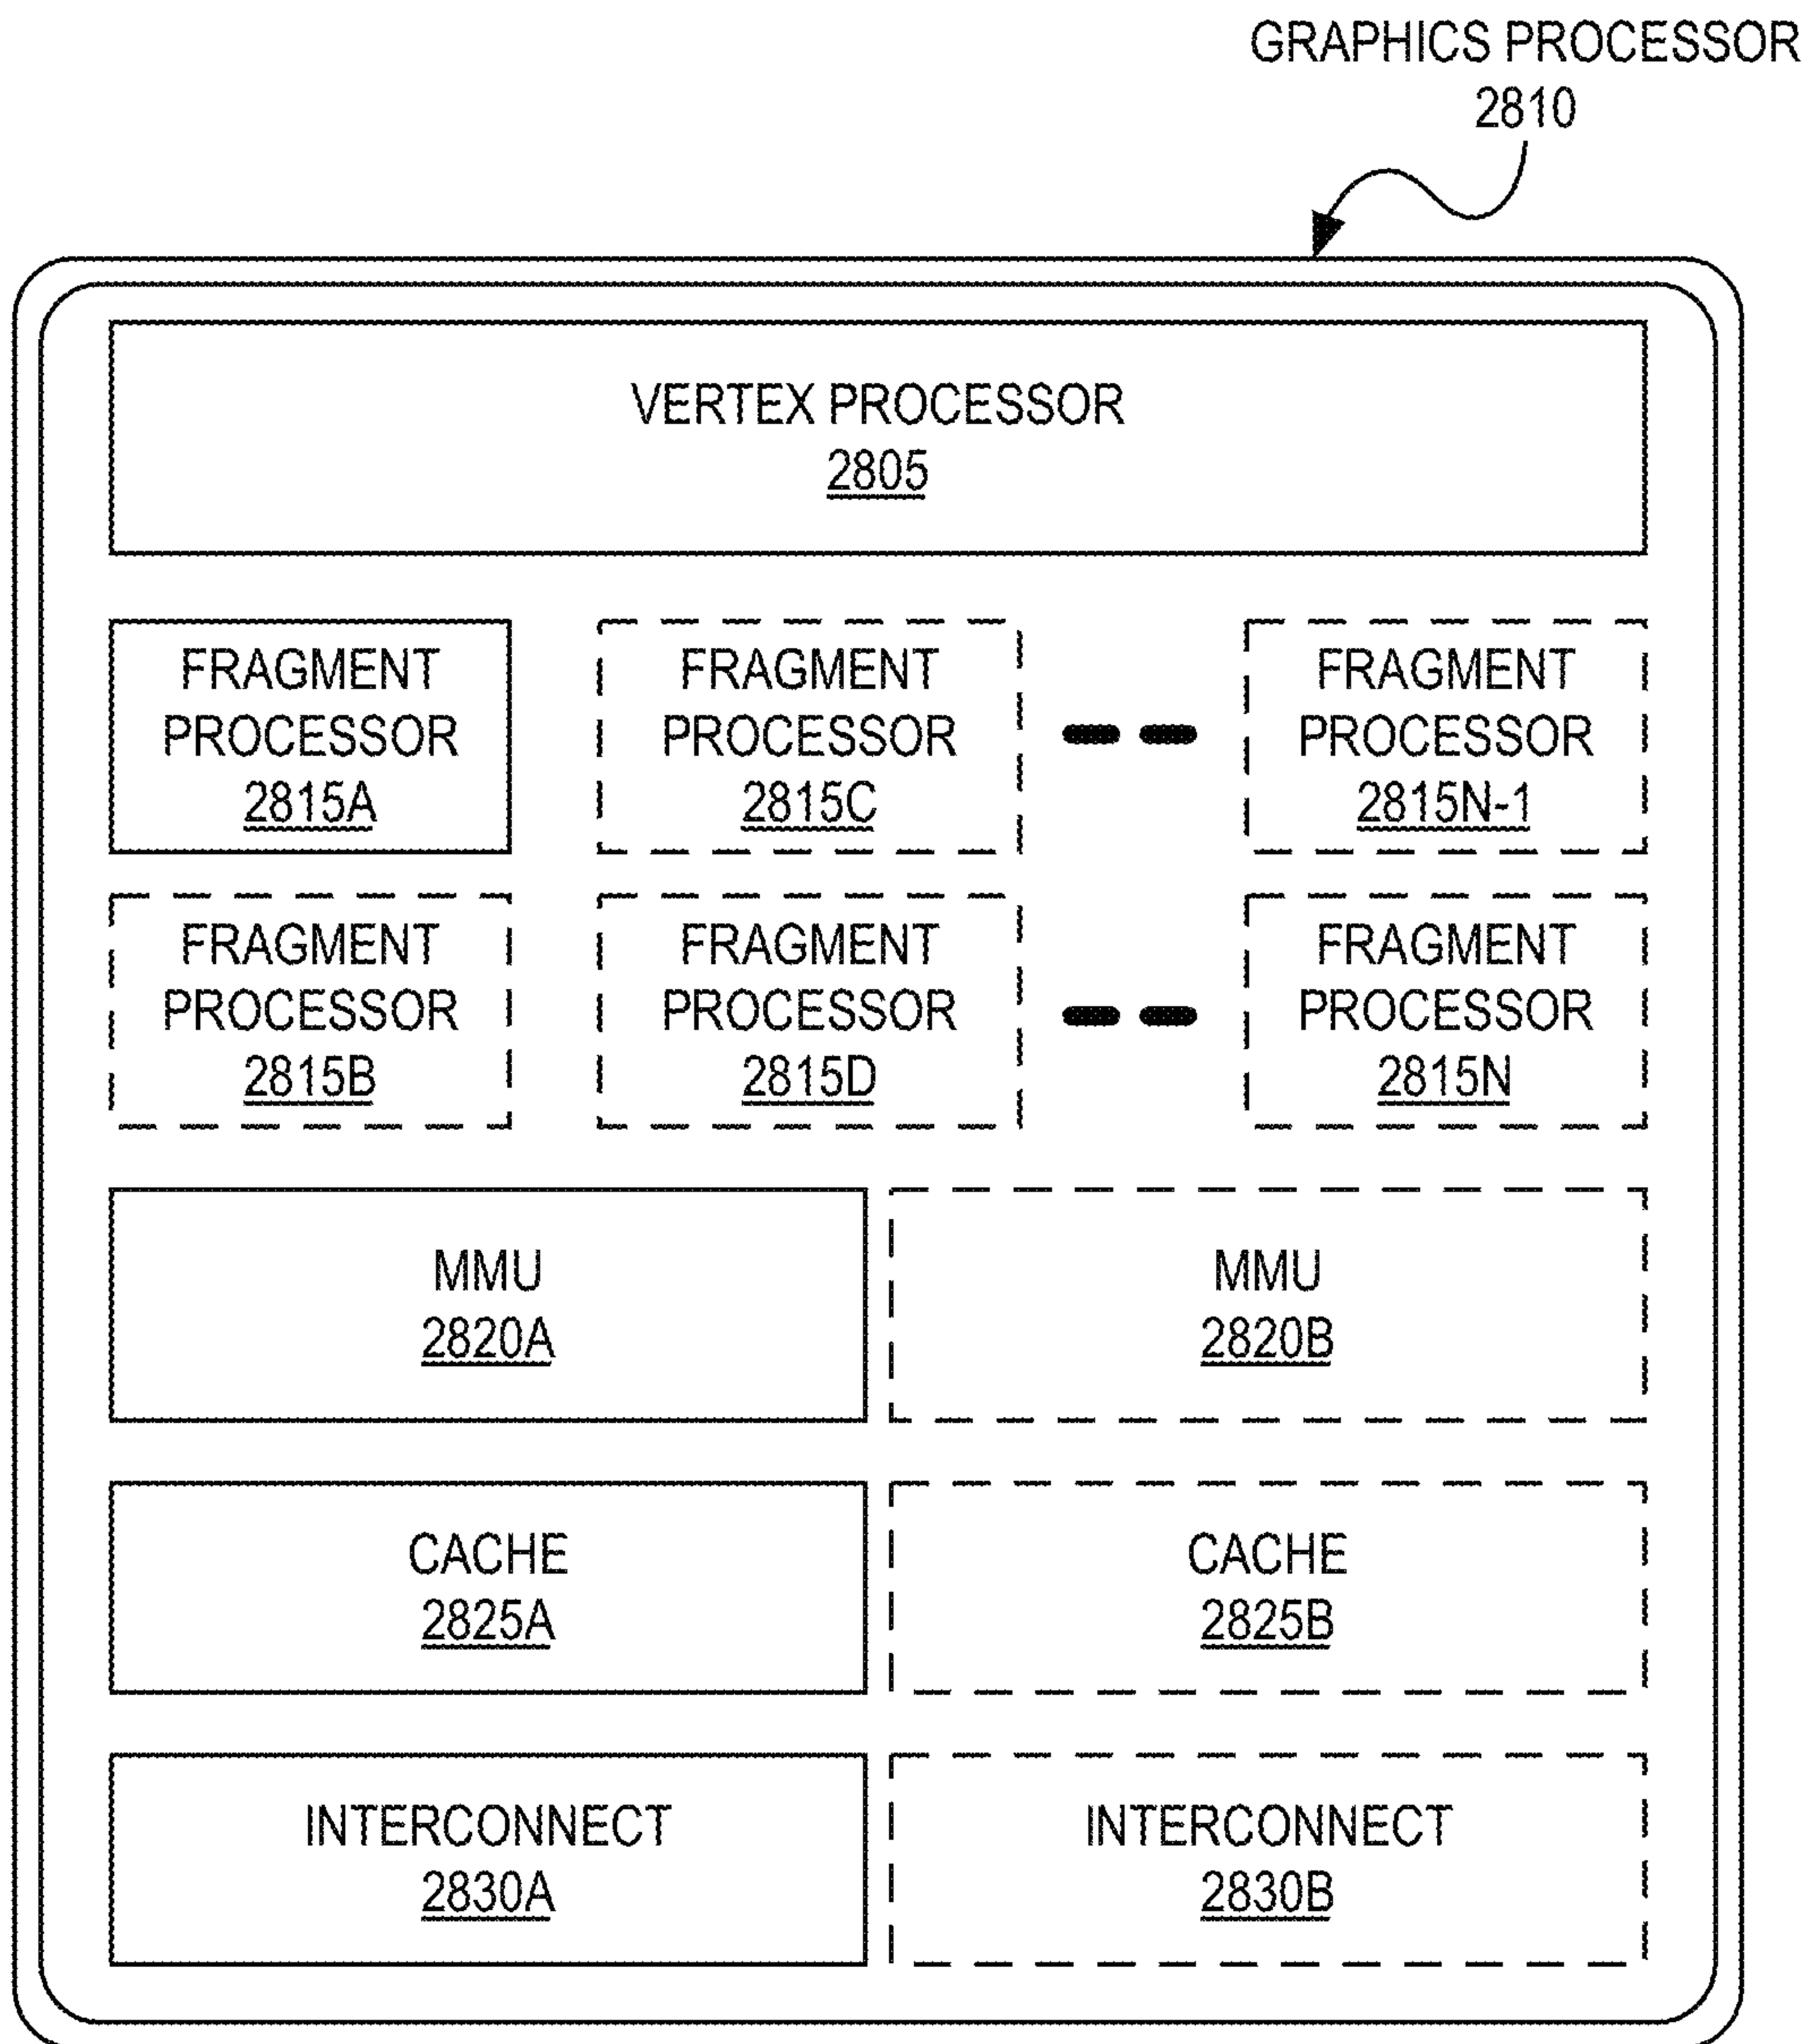 GRAPHICS PROCESSOR
2810
VERTEX PROCESSOR
2805
FRAGMENT
PROCESSOR
2815A
FRAGMENT
PROCESSOR
2815C
FRAGMENT
PROCESSOR
2815N-1
FRAGMENT
PROCESSOR
2815B
FRAGMENT
PROCESSOR
2815D
FRAGMENT
PROCESSOR
2815N
MMU
2820A
MMU
2820B
CACHE
2825A
CACHE
2825B
INTERCONNECT
2830A
INTERCONNECT
2830B